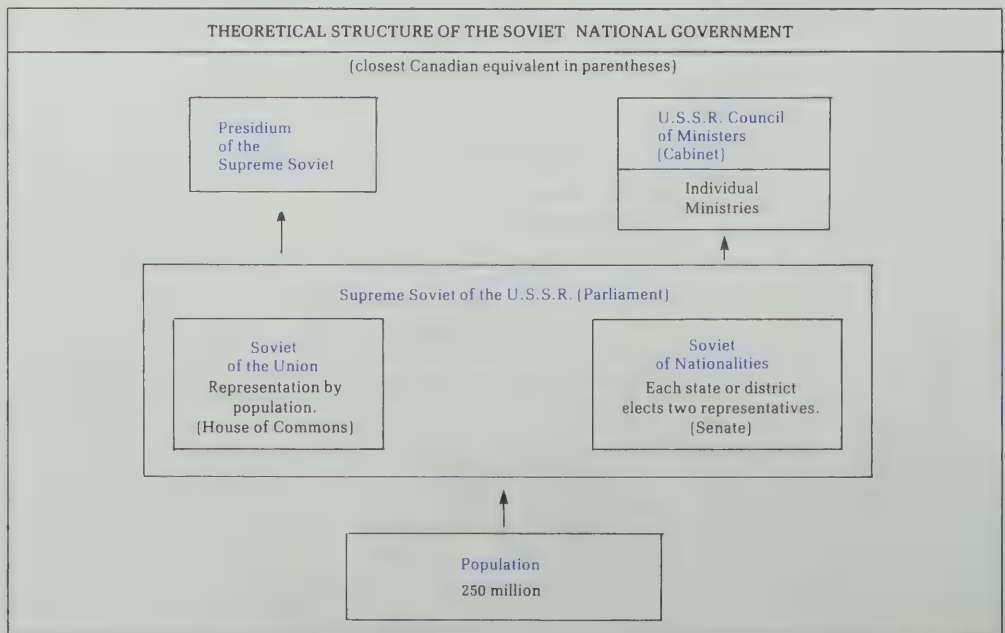 THEORETICAL STRUCTURE OF THE SOVIET NATIONAL GOVERNMENT
(closest Canadian equivalent in parentheses)
Presidium
of the
Supreme Soviet
U.S.S.R. Council
of Ministers
(Cabinet)
Individual
Ministries
Supreme Soviet of the U.S.S.R. (Parliament)
Soviet
of the Union
Representation by
population.
(House of Commons)
Soviet
of Nationalities
Each state or district
elects two representatives.
(Senate)
Population
250 million